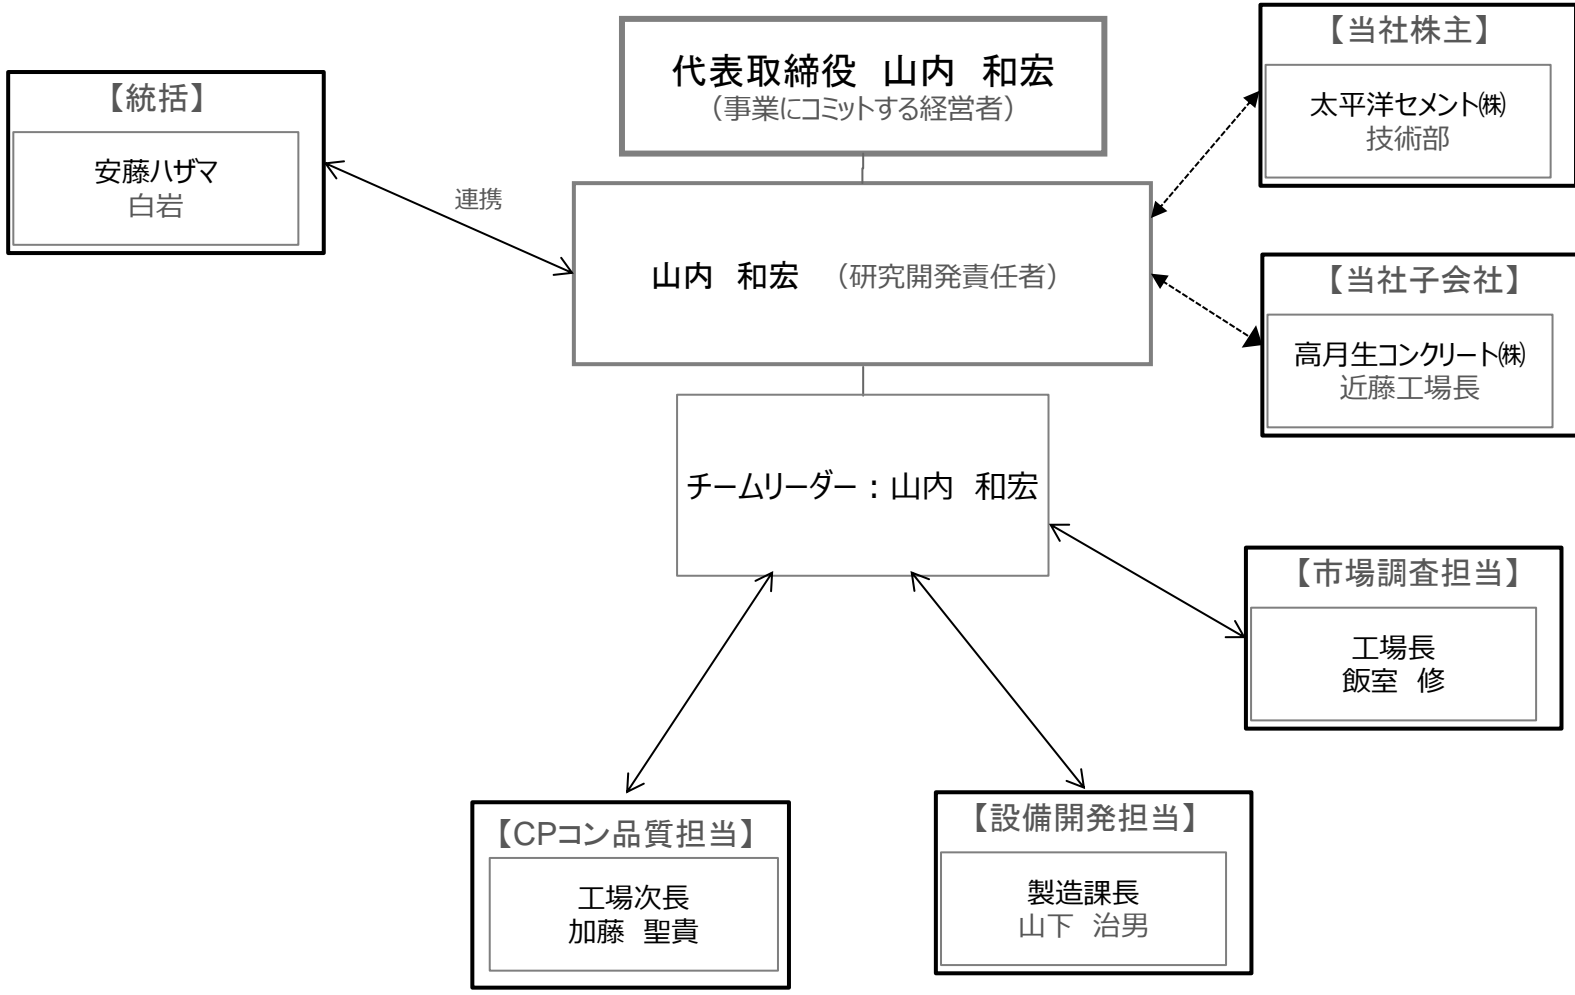 代表取締役 山内 和宏
（事業にコミットする経営者）
【当社株主】
太平洋セメント㈱
技術部
【統括】
安藤ハザマ
白岩
連携
山内 和宏 （研究開発責任者）
【当社子会社】
高月生コンクリート㈱
近藤工場長
チームリーダー：山内 和宏
【市場調査担当】
工場長
飯室 修
【CPコン品質担当】
工場次長
加藤 聖貴
【設備開発担当】
製造課長
山下 治男